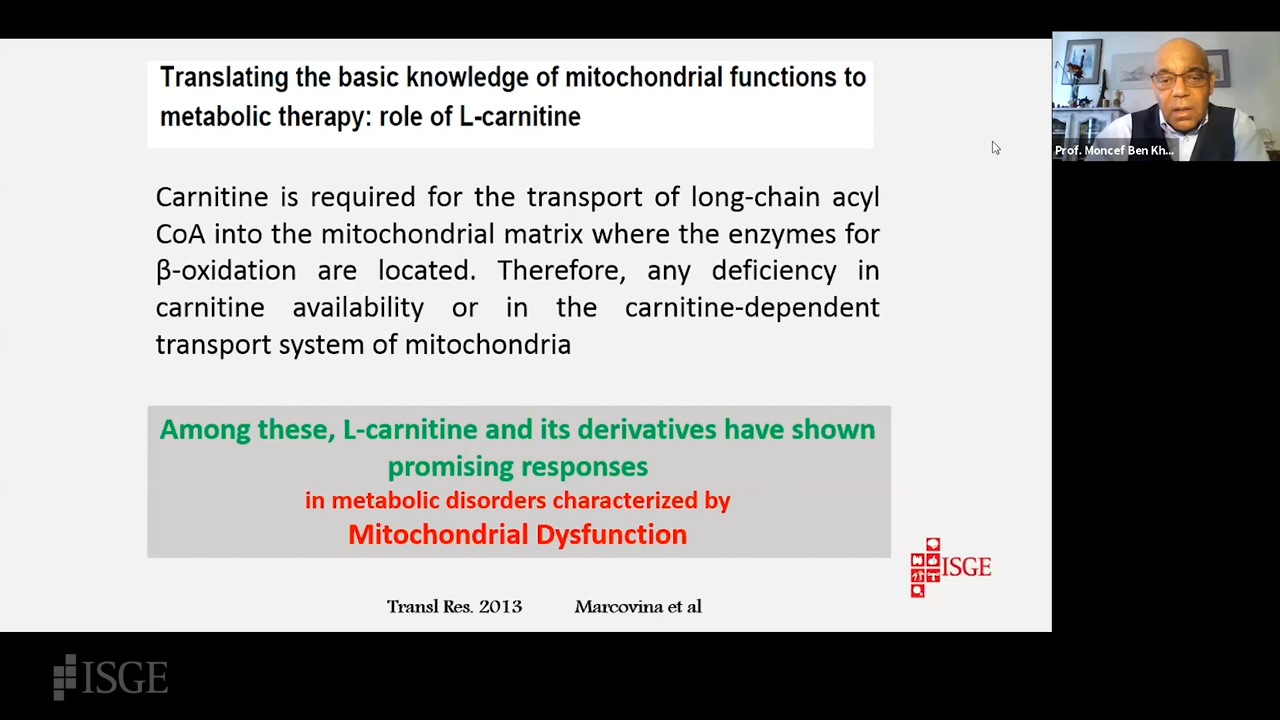 Translating the basic knowledge of mitochondrial functions to
metabolic therapy: role of L-carnitine
Prof. Moncef Ben Kh...
Carnitine is required for the transport of long-chain acyl
CoA into the mitochondrial matrix where the enzymes for
β-oxidation are located. Therefore, any deficiency in
carnitine availability or in the carnitine-dependent
transport system of mitochondria
Among these, L-carnitine and its derivatives have shown
promising responses
in metabolic disorders characterized by
Mitochondrial Dysfunction
ISGE
Transl Res. 2013 Marcovina et al
ISGE